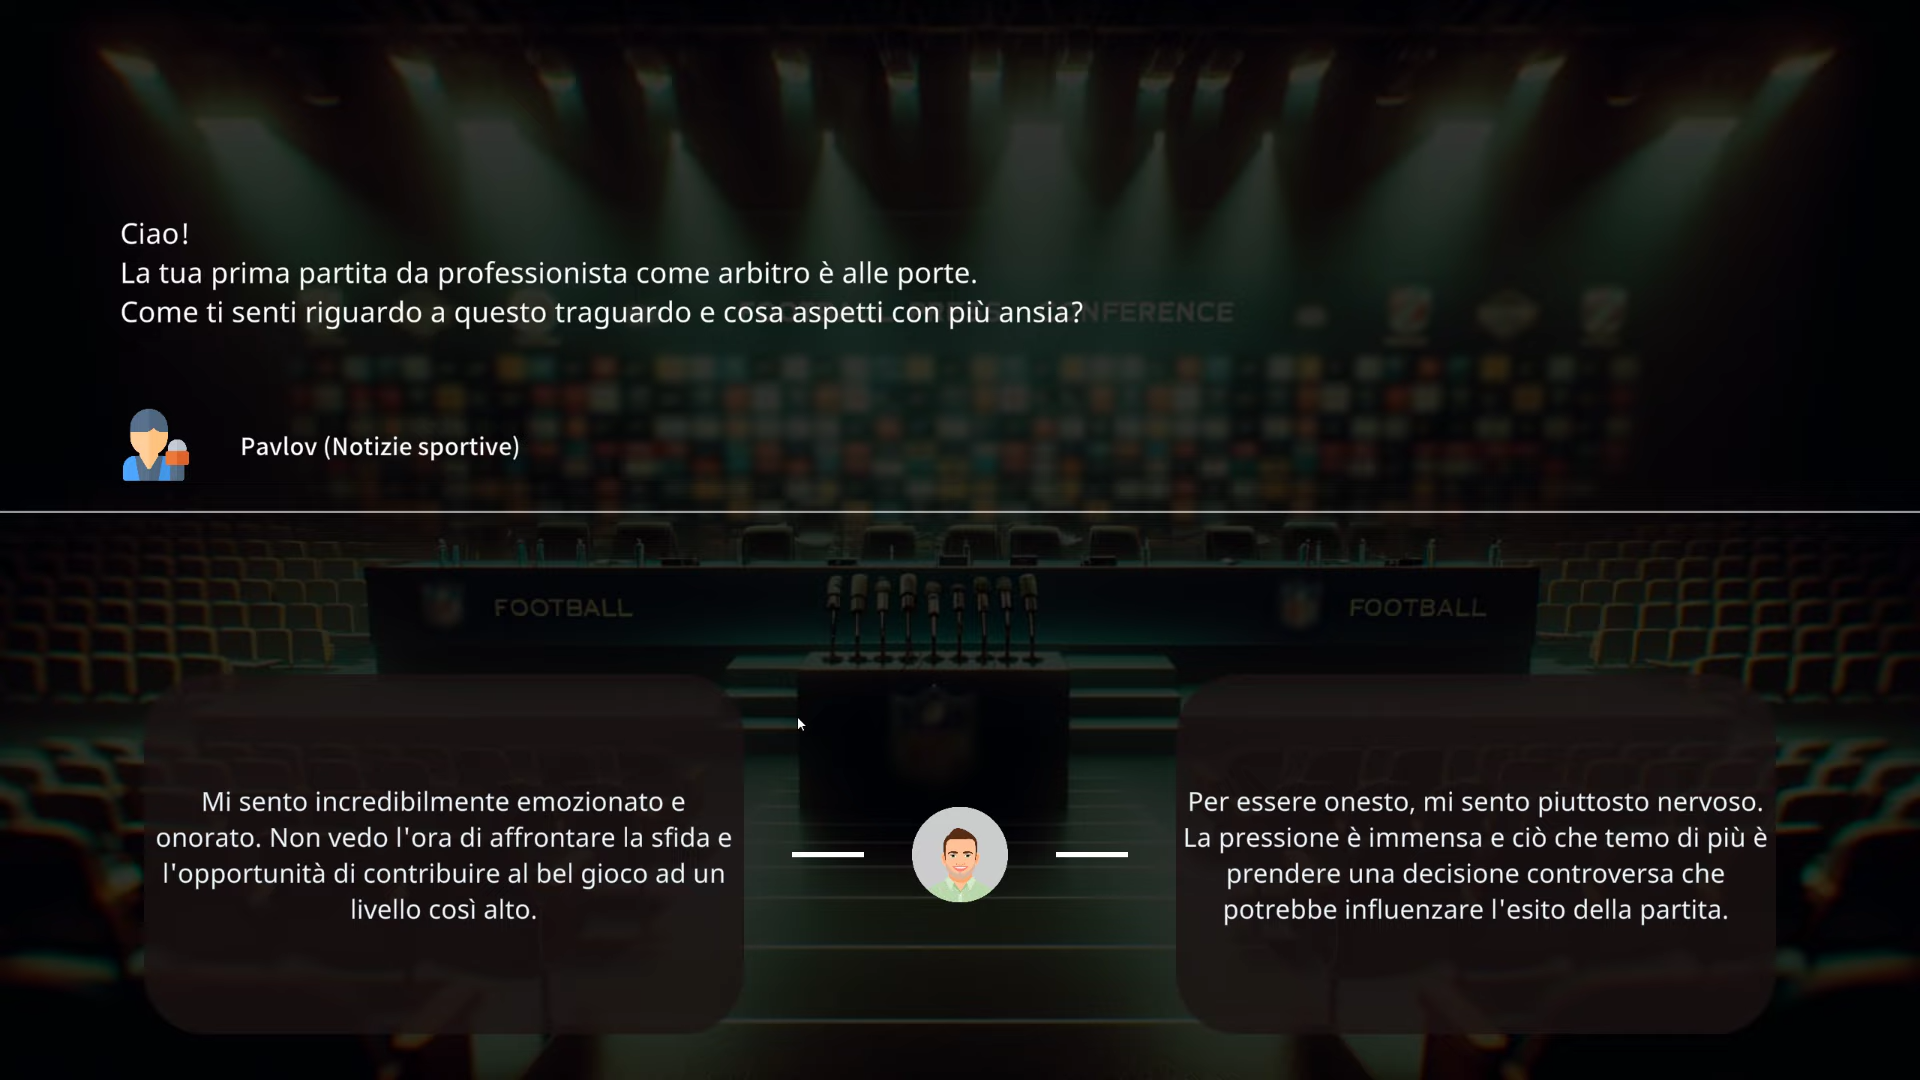 Ciao!
La tua prima partita da professionista come arbitro è alle porte.
Come ti senti riguardo a questo traguardo e cosa aspetti con più ansia?
NFERENCE
Pavlov (Notizie sportive)
FOOTBALL
FOOTBALL
Mi sento incredibilmente emozionato e
onorato. Non vedo l'ora di affrontare la sfida e
l'opportunità di contribuire al bel gioco ad un
livello così alto.
Per essere onesto, mi sento piuttosto nervoso.
La pressione è immensa e ciò che temo di più è
prendere una decisione controversa che
potrebbe influenzare l'esito della partita.